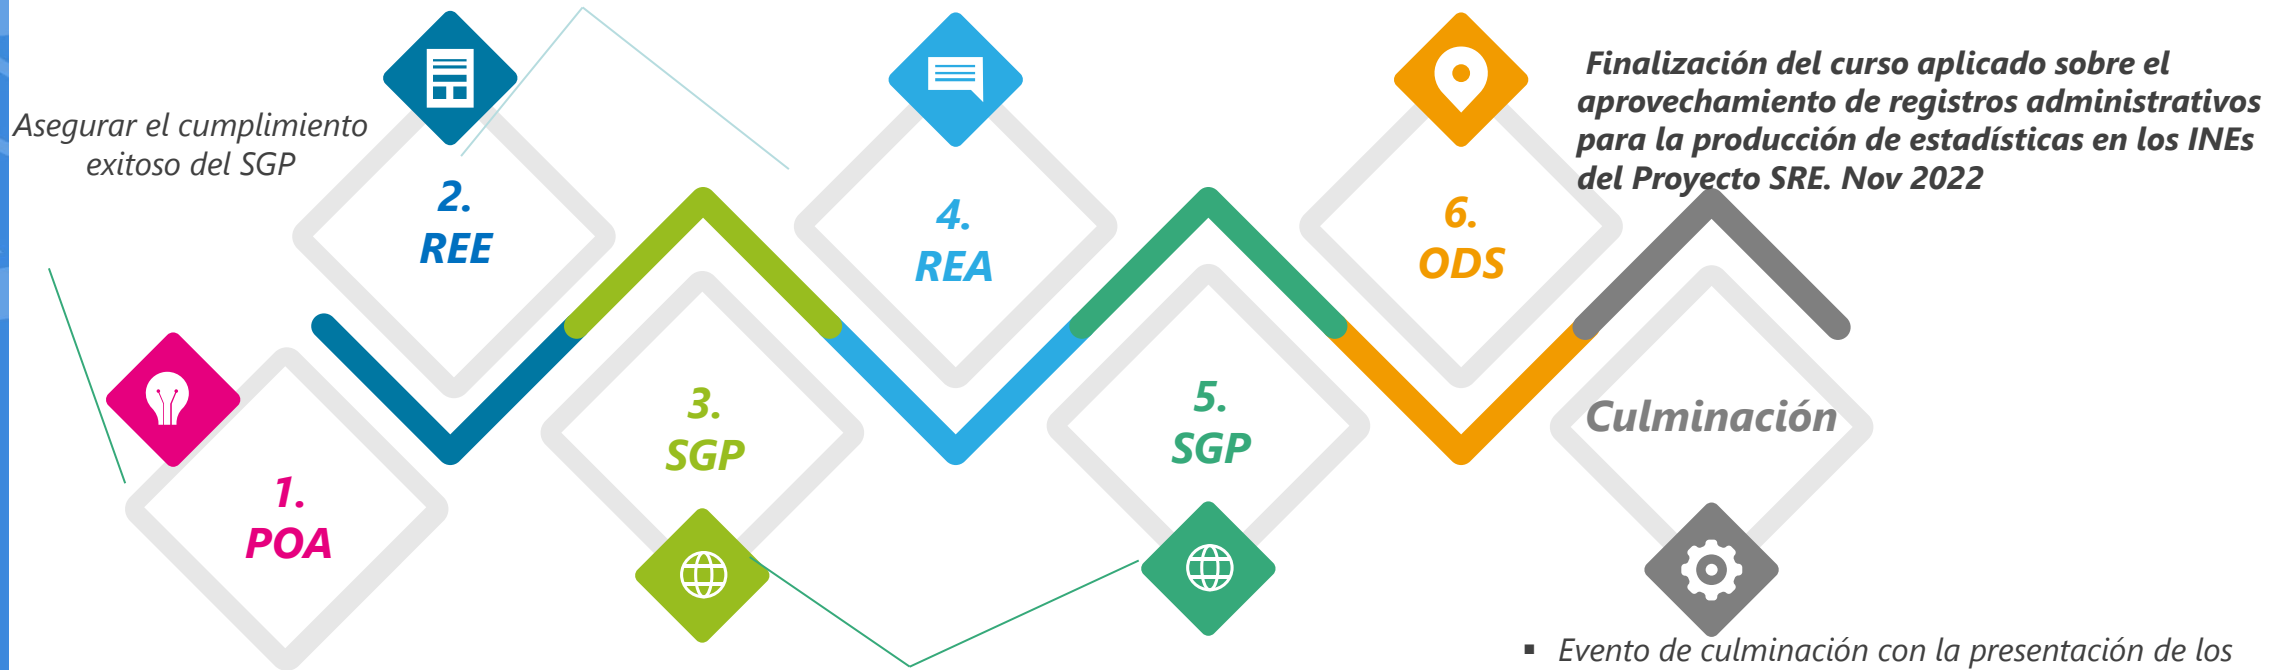 Asegurar el cumplimiento
exitoso del SGP
1.
POA
2.
REE
3.
SGP
4.
REA
5.
SGP
6.
ODS
Finalización del curso aplicado sobre el
aprovechamiento de registros administrativos
para la producción de estadísticas en los INEs
del Proyecto SRE. Nov 2022
Culminación
▪ Evento de culminación con la presentación de los